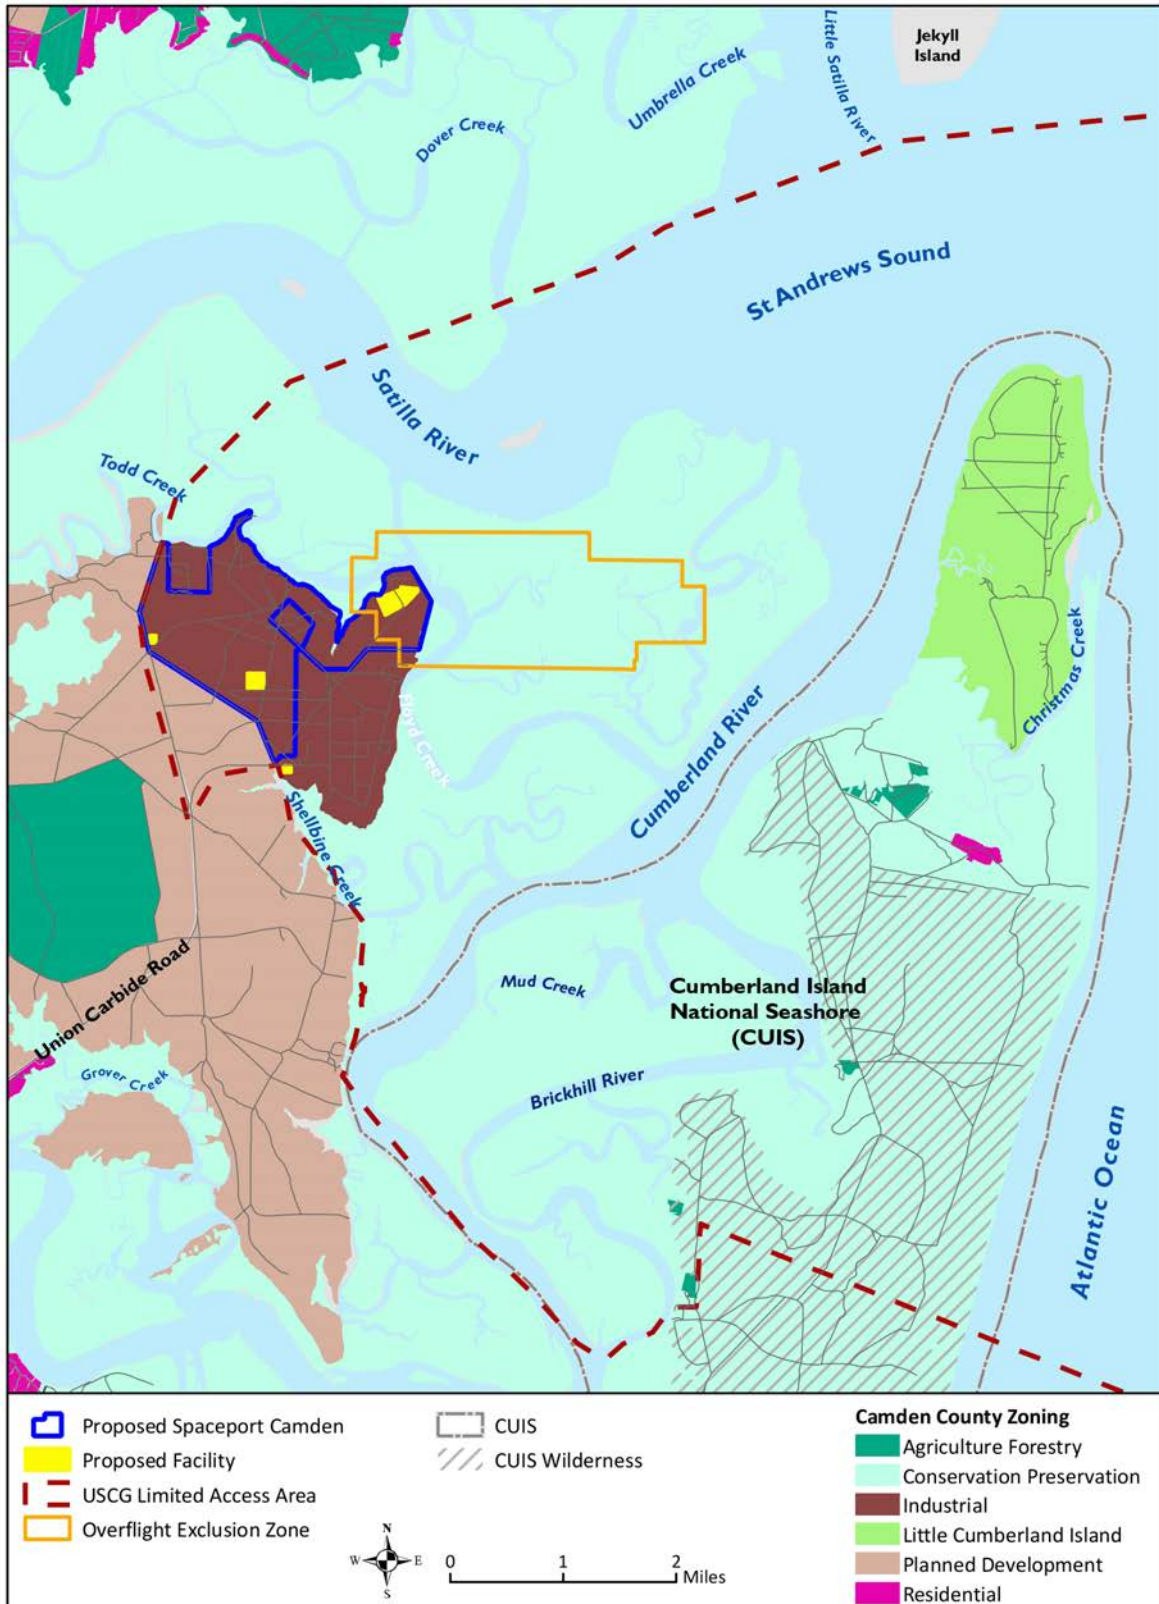 Jekyll
Island
Little Satilla River
Umbrella Creek
Dover Creek
St Andrews Sound
Satilla River
Todd Creek
Christmas Creek
Floyd Creek
Cumberland River
Shellbine Creek
Union Carbide Road
Mud Creek
Cumberland Island
National Seashore
(CUIS)
Grover Creek
Brickhill River
Atlantic Ocean
Proposed Spaceport Camden
Proposed Facility
USCG Limited Access Area
Overflight Exclusion Zone
CUIS
CUIS Wilderness
N
W E
S
0 1 2
Miles
Camden County Zoning
Agriculture Forestry
Conservation Preservation
Industrial
Little Cumberland Island
Planned Development
Residential